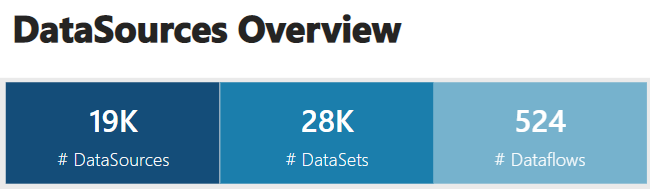 DataSources Overview
19K
# DataSources
28K
# DataSets
524
# Dataflows